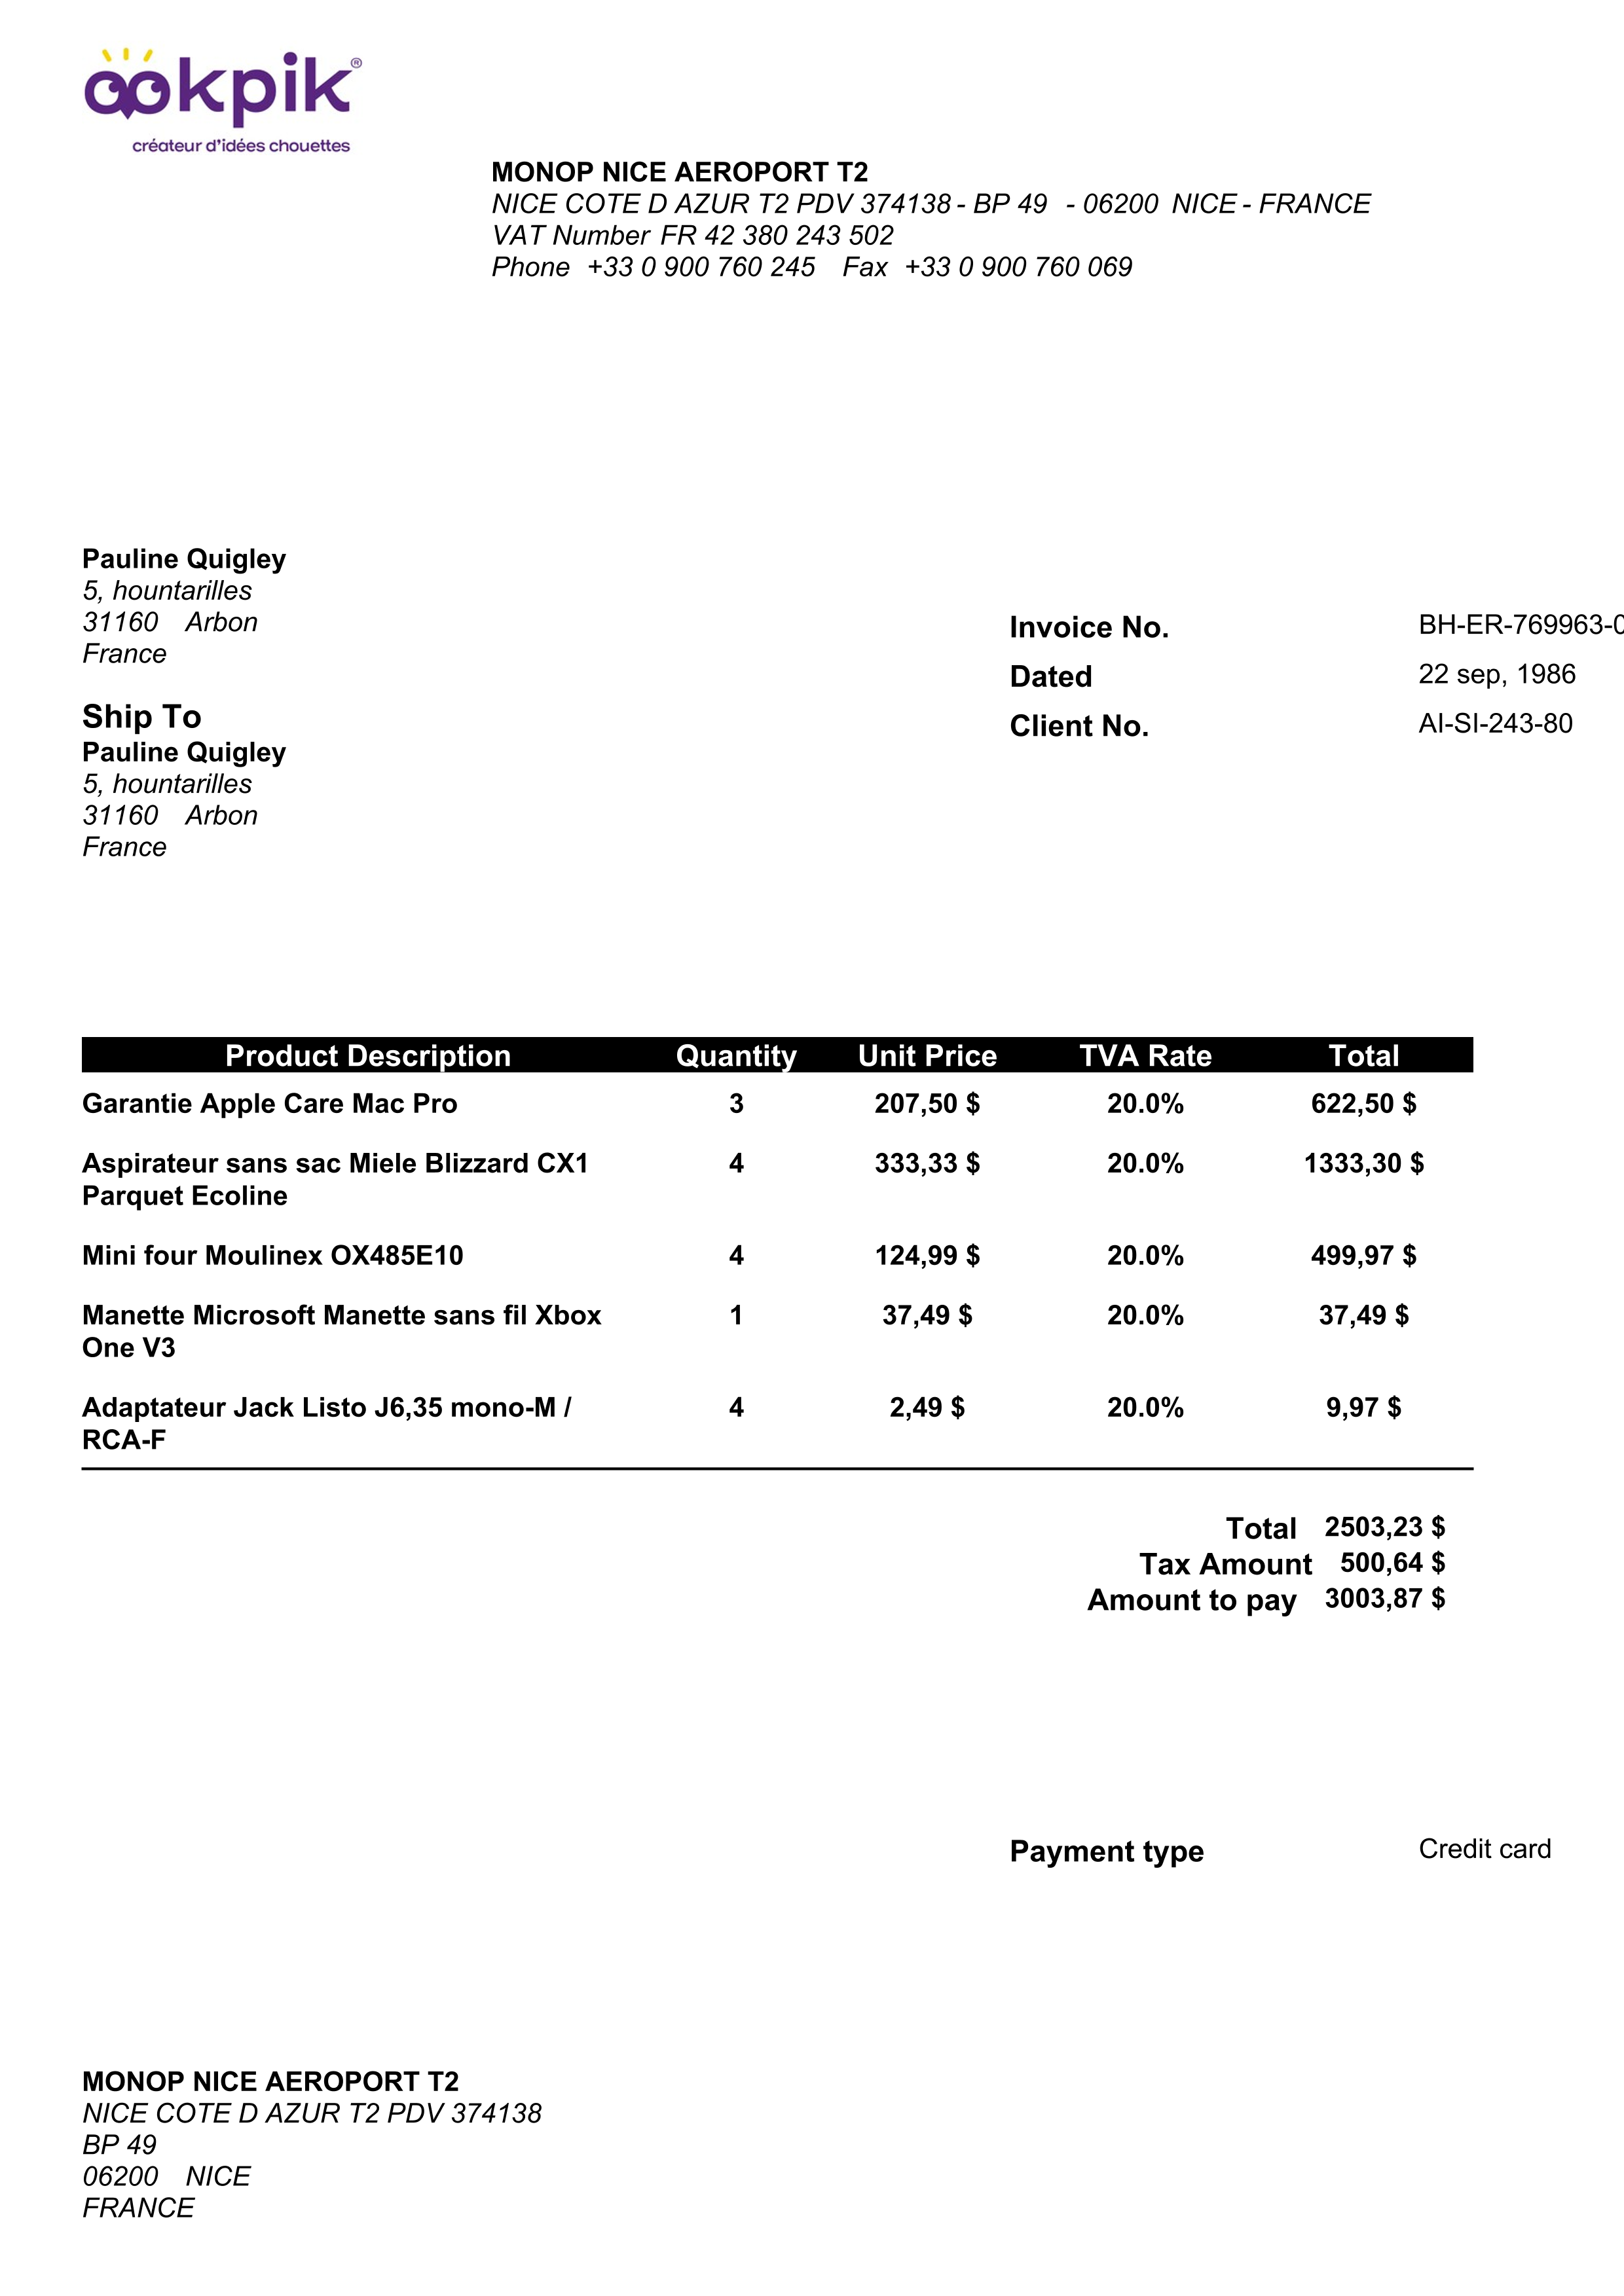 ookpik®
créateur d'idées chouettes
MONOP NICE AEROPORT T2
NICE COTE D AZUR T2 PDV 374138 - BP 49 - 06200 NICE - FRANCE
VAT Number FR 42 380 243 502
Phone +33 0 900 760 245 Fax +33 0 900 760 069
Pauline Quigley
5, hountarilles
31160 Arbon
France
Invoice No. BH-ER-769963-0
Dated 22 sep, 1986
Client No. AI-SI-243-80
Ship To
Pauline Quigley
5, hountarilles
31160 Arbon
France
Product Description Quantity Unit Price TVA Rate Total
Garantie Apple Care Mac Pro 3 207,50 $ 20.0% 622,50 $
Aspirateur sans sac Miele Blizzard CX1 4 333,33 $ 20.0% 1333,30 $
Parquet Ecoline
Mini four Moulinex OX485E10 4 124,99 $ 20.0% 499,97 $
Manette Microsoft Manette sans fil Xbox 1 37,49 $ 20.0% 37,49 $
One V3
Adaptateur Jack Listo J6,35 mono-M / 4 2,49 $ 20.0% 9,97 $
RCA-F
Total 2503,23 $
Tax Amount 500,64 $
Amount to pay 3003,87 $
Payment type Credit card
MONOP NICE AEROPORT T2
NICE COTE D AZUR T2 PDV 374138
BP 49
06200 NICE
FRANCE